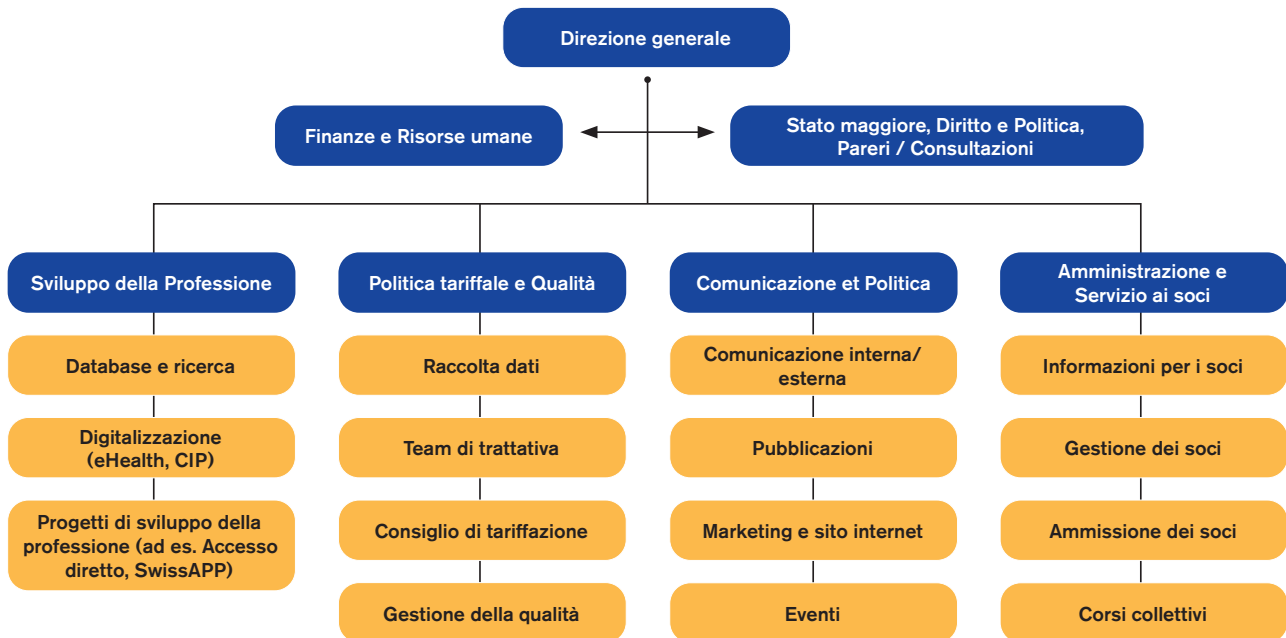 Direzione generale
Finanze e Risorse umane
Stato maggiore, Diritto e Politica,
Pareri / Consultazioni
Sviluppo della Professione
Politica tariffale e Qualità
Comunicazione et Politica
Amministrazione e
Servizio ai soci
Database e ricerca
Raccolta dati
Comunicazione interna/
esterna
Informazioni per i soci
Digitalizzazione
(eHealth, CIP)
Team di trattativa
Pubblicazioni
Gestione dei soci
Progetti di sviluppo della
professione (ad es. Accesso
diretto, SwissAPP)
Consiglio di tariffazione
Marketing e sito internet
Ammissione dei soci
Gestione della qualità
Eventi
Corsi collettivi